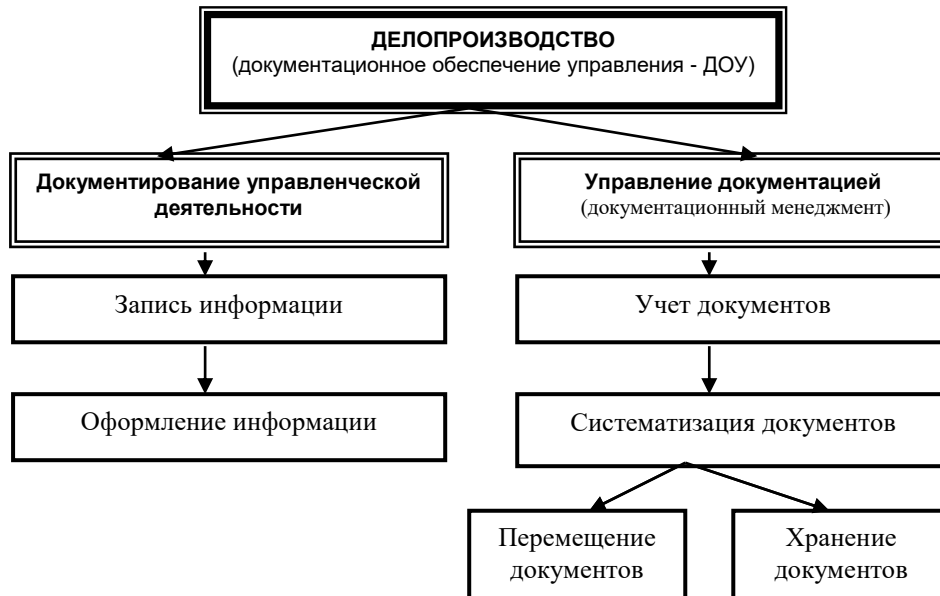 ДЕЛОПРОИЗВОДСТВО
(документационное обеспечение управления - ДОУ)
Документирование управленческой
деятельности
Управление документацией
(документационный менеджмент)
Запись информации
Учет документов
Оформление информации
Систематизация документов
Перемещение
документов
Хранение
документов